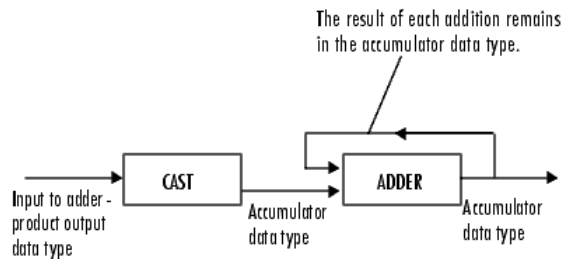 The result of each addition remains
in the accumulator data type.
CAST
ADDER
Input to adder -
product output
data type
Accumulator
data type
Accumulator
data type